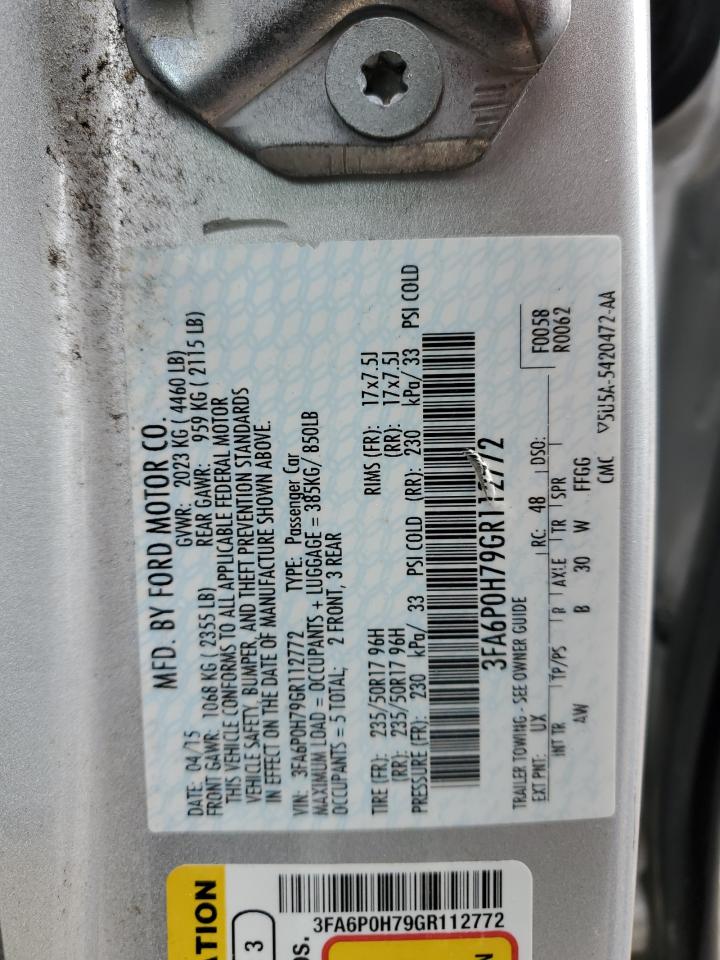 MFD. BY FORD MOTOR CO.
DATE: 04/15 GVWR: 2023 KG ( 4460 LB)
FRONT GAWR: 1068 KG ( 2355 LB) REAR GAWR: 959 KG ( 2115 LB)
THIS VEHICLE CONFORMS TO ALL APPLICABLE FEDERAL MOTOR
VEHICLE SAFETY, BUMPER, AND THEFT PREVENTION STANDARDS
IN EFFECT ON THE DATE OF MANUFACTURE SHOWN ABOVE.
VIN: 3FA6P0H79GR112772 TYPE: Passenger Car
MAXIMUM LOAD = OCCUPANTS + LUGGAGE = 385KG/ 850LB
OCCUPANTS = 5 TOTAL; 2 FRONT, 3 REAR
TIRE (FR): 235/50R17 96H RIMS (FR): 17x7.5J
(RR): 235/50R17 96H (RR): 17x7.5J
PRESSURE (FR): 230 kPa/ 33 PSI COLD (RR): 230 kPa/ 33 PSI COLD
3FA6P0H79GR112772
TRAILER TOWING - SEE OWNER GUIDE F0058
EXT PNT: UX RC: 48 DSO: R0062
INT TR TP/PS R AXLE TR SPR
AW B 30 W FFGG
CMC V5U5A-5420472-AA
3FA6P0H79GR112772
3